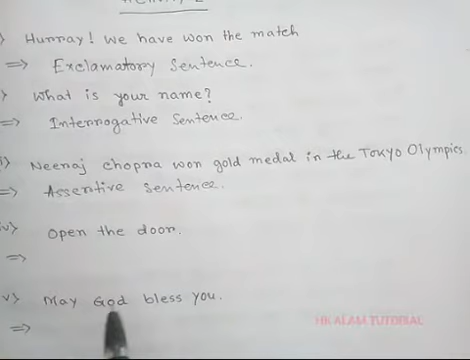 ) Hurray! We have won the match
⇒ Exclamatory Sentence.
) What is your name?
⇒ Interrogative Sentence.
i) Neeraj chopra won gold medal in the Tokyo Olympics.
⇒ Assertive Sentence.
iv) Open the door.
⇒
v) May God bless you.
⇒
HK ALAM TUTORIAL